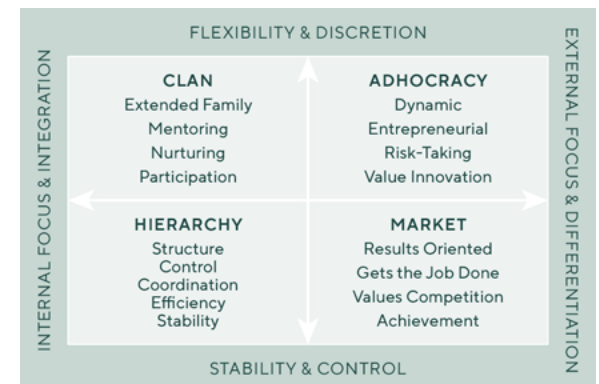 FLEXIBILITY & DISCRETION
INTERNAL FOCUS & INTEGRATION
CLAN
Extended Family
Mentoring
Nurturing
Participation
ADHOCRACY
Dynamic
Entrepreneurial
Risk-Taking
Value Innovation
HIERARCHY
Structure
Control
Coordination
Efficiency
Stability
MARKET
Results Oriented
Gets the Job Done
Values Competition
Achievement
EXTERNAL FOCUS & DIFFERENTIATION
STABILITY & CONTROL